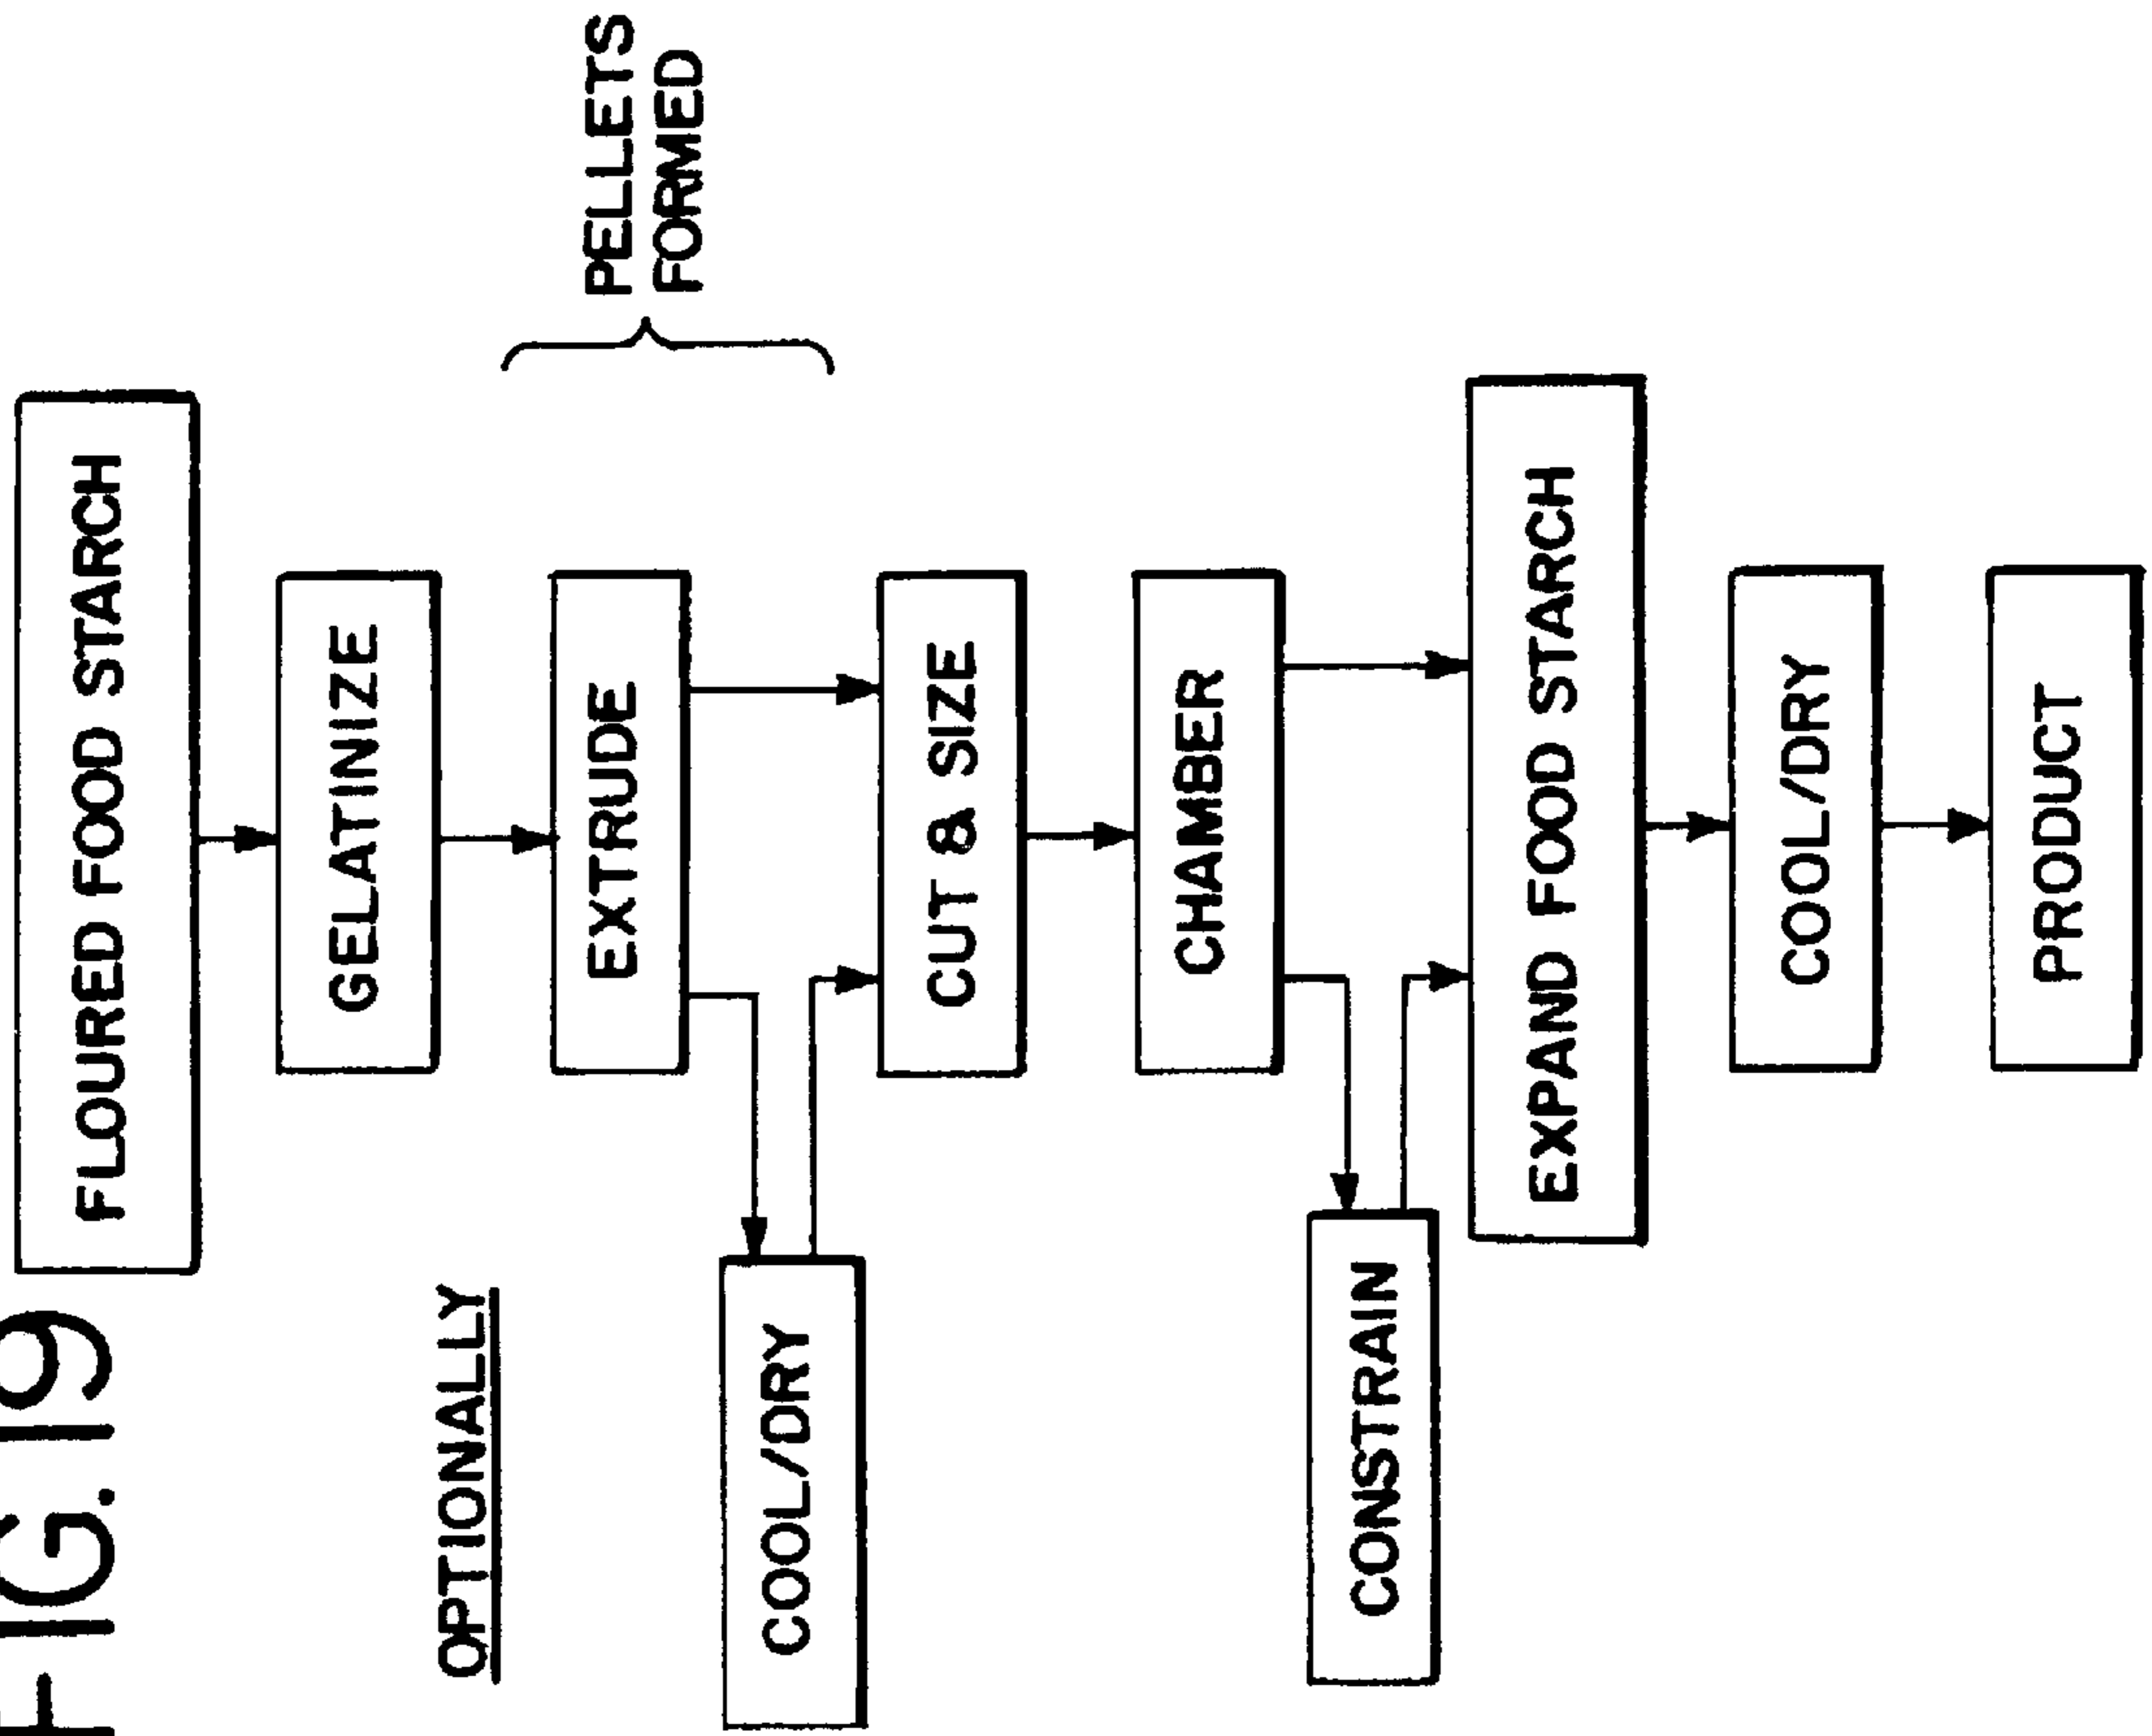 FIG. 19
FLOURED FOOD STARCH
GELATINIZE
OPTIONALLY
EXTRUDE
PELLETS
FORMED
COOL/DRY
CUT & SIZE
CHAMBER
CONSTRAIN
EXPAND FOOD STARCH
COOL/DRY
PRODUCT